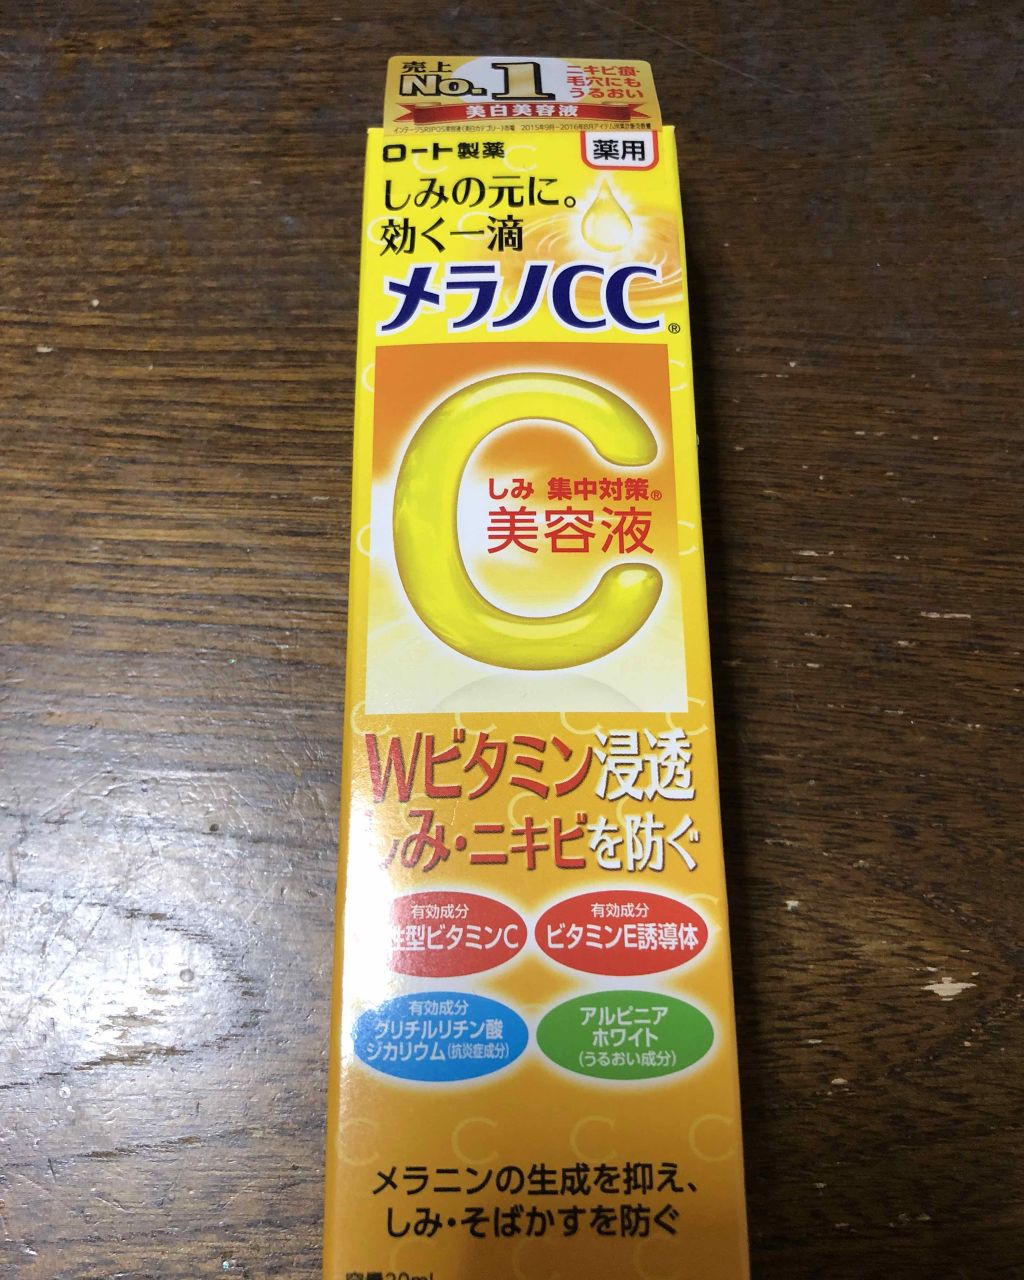 売上
No.1
ニキビ痕・
毛穴にも
うるおい
美白美容液
ロート製薬
薬用
しみの元に。
効く一滴
メラノCC®
しみ 集中対策®
美容液
Wビタミン浸透
しみ・ニキビを防ぐ
有効成分
性型ビタミンC
有効成分
ビタミンE誘導体
有効成分
グリチルリチン酸
ジカリウム(抗炎症成分)
アルピニア
ホワイト
(うるおい成分)
メラニンの生成を抑え、
しみ・そばかすを防ぐ
容量20mL